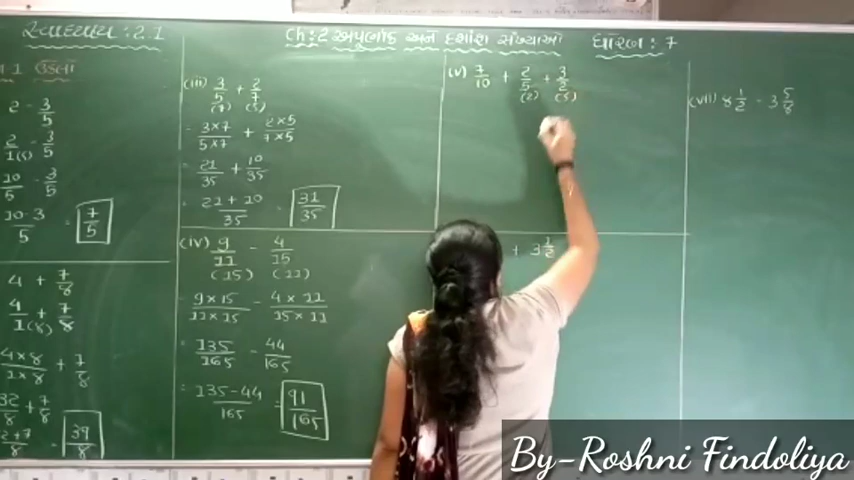 સ્વાધ્યાય : 2.1
Ch:2 અપૂર્ણાંક અને દશાંશ સંખ્યાઓ
ધોરણ : 7
2 - 3/5
2/1(5) - 3/5
10/5 - 3/5
10-3/5 = 7/5
4 + 7/8
4/1(8) + 7/8
4×8/1×8 + 7/8
32/8 + 7/8
2+7/8 = 39/8
(iii) 3/5 (7) + 2/7 (5)
= 3×7/5×7 + 2×5/7×5
= 21/35 + 10/35
= 21+10/35 = 31/35
(iv) 9/11 - 4/15
(15) (11)
= 9×15/11×15 - 4×11/15×11
= 135/165 - 44/165
= 135-44/165 = 91/165
(v) 7/10 + 2/5 (2) + 3/2 (5)
+ 3 1/2
(vii) 8 1/2 - 3 5/8
By-Roshni Findoliya